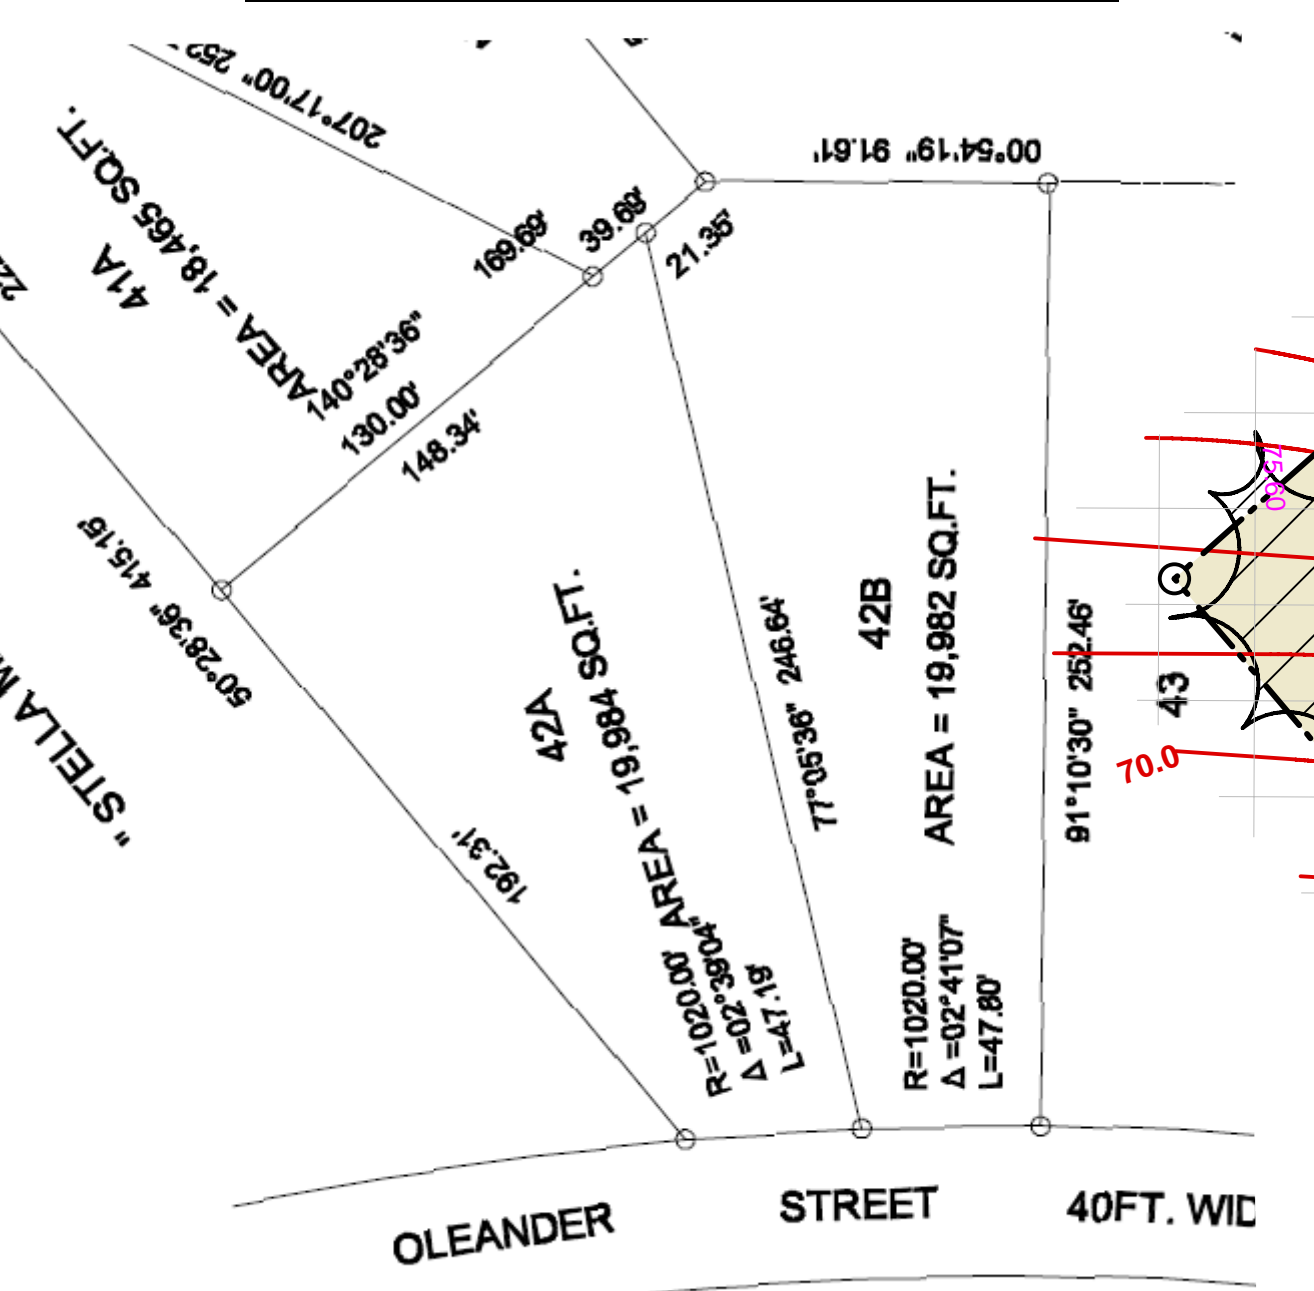 207°17'00"
00°54'19" 91.61'
AREA = 18,465 SQ.FT.
41A
169.69'
39.69'
21.35'
140°28'36"
130.00'
148.34'
50°28'36" 415.15'
192.31'
42A
AREA = 19,984 SQ.FT.
R=1020.00'
Δ =02°39'04"
L=47.19'
77°05'36" 246.64'
42B
AREA = 19,982 SQ.FT.
R=1020.00'
Δ =02°41'07"
L=47.80'
91°10'30" 252.46'
43
75.60
70.0
"STELLA
OLEANDER STREET 40FT. WID